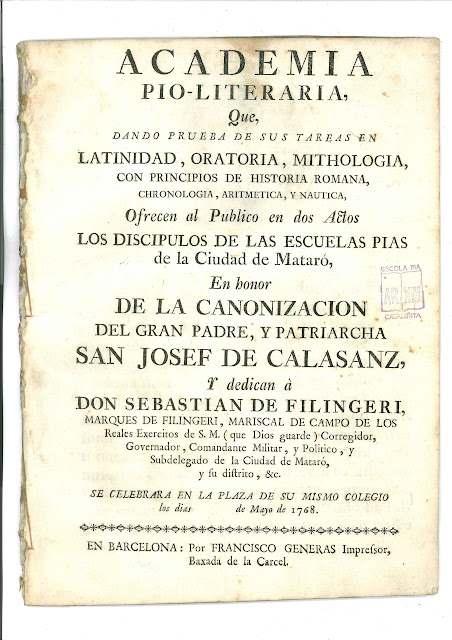 ACADEMIA
PIO-LITERARIA,
Que,
DANDO PRUEBA DE SUS TAREAS EN
LATINIDAD, ORATORIA, MITHOLOGIA,
CON PRINCIPIOS DE HISTORIA ROMANA,
CHRONOLOGIA, ARITMETICA, Y NAUTICA,
Ofrecen al Publico en dos Actos
LOS DISCIPULOS DE LAS ESCUELAS PIAS
de la Ciudad de Mataró,
En honor
DE LA CANONIZACION
DEL GRAN PADRE, Y PATRIARCHA
SAN JOSEF DE CALASANZ,
Y dedican à
DON SEBASTIAN DE FILINGERI,
MARQUES DE FILINGERI, MARISCAL DE CAMPO DE LOS
Reales Exercitos de S. M. (que Dios guarde) Corregidor,
Governador, Comandante Militar, y Politico, y
Subdelegado de la Ciudad de Mataró,
y su distrito, &c.
SE CELEBRARA EN LA PLAZA DE SU MISMO COLEGIO
los dias de Mayo de 1768.
EN BARCELONA: Por FRANCISCO GENERAS Impressor,
Baxada de la Carcel.
ESCOLA PIA
CATALUNYA